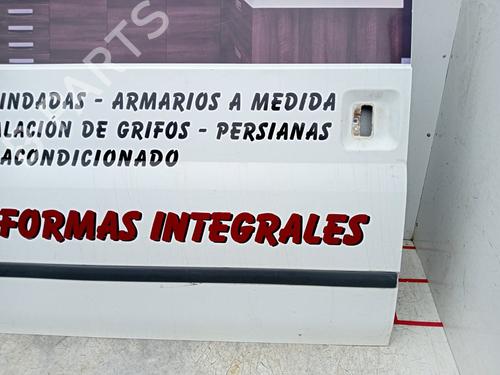 INDADAS - ARMARIOS A MEDIDA
ALACIÓN DE GRIFOS - PERSIANAS
ACONDICIONADO
FORMAS INTEGRALES